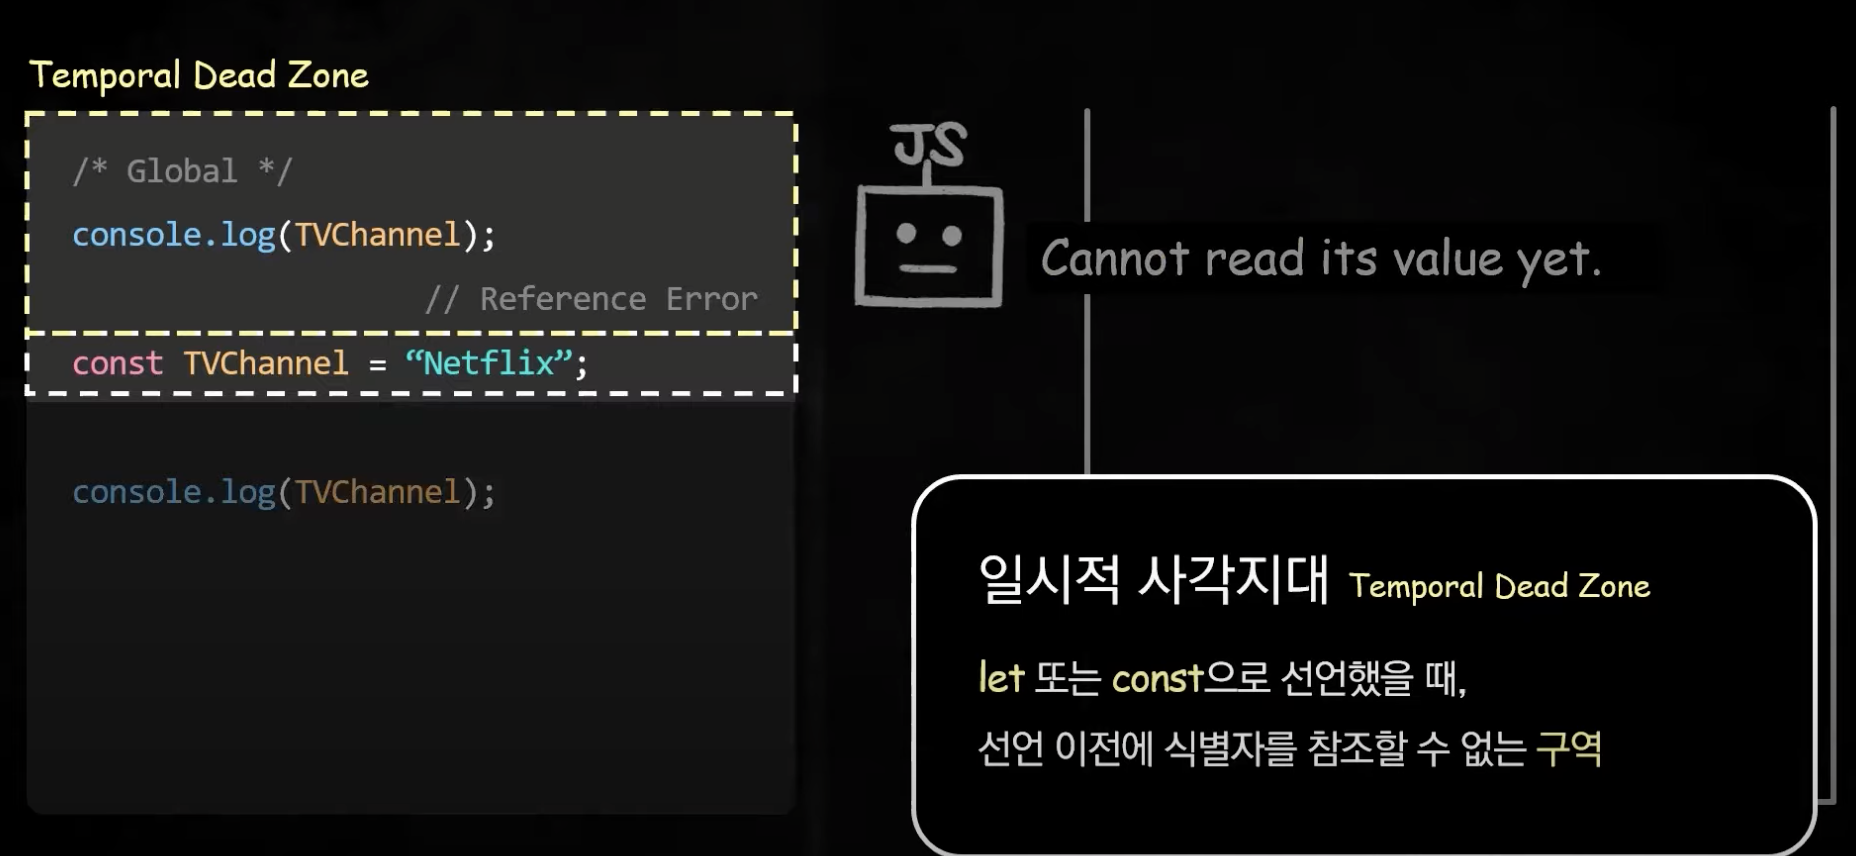 Temporal Dead Zone
/* Global */
console.log(TVChannel);
// Reference Error
const TVChannel = “Netflix”;
console.log(TVChannel);
JS
Cannot read its value yet.
일시적 사각지대 Temporal Dead Zone
let 또는 const으로 선언했을 때,
선언 이전에 식별자를 참조할 수 없는 구역